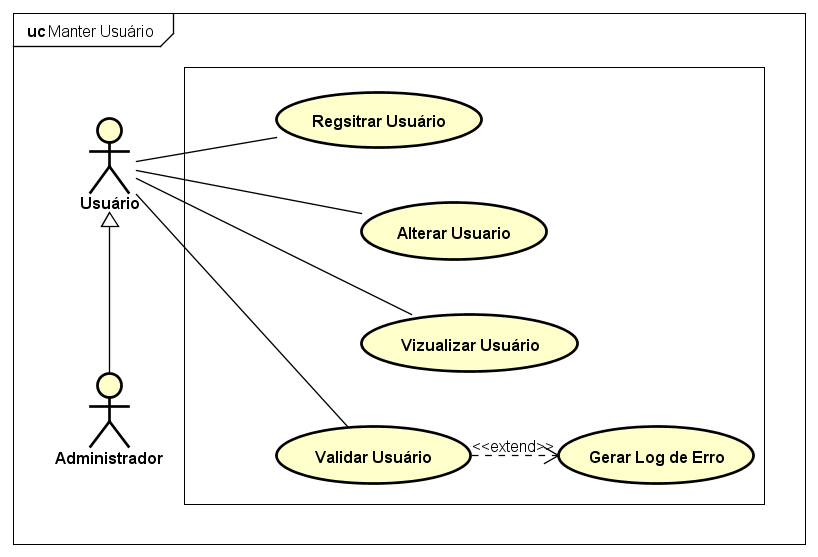 uc Manter Usuário
Regsitrar Usuário
Usuário
Alterar Usuario
Vizualizar Usuário
Administrador
Validar Usuário
<<extend>>
Gerar Log de Erro